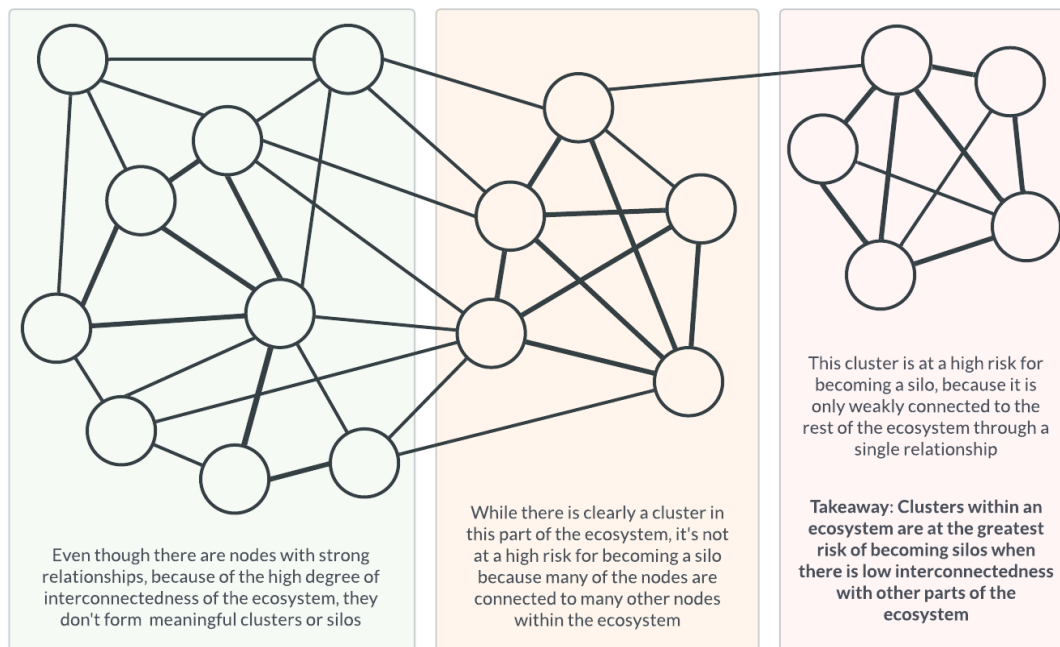 Even though there are nodes with strong
relationships, because of the high degree of
interconnectedness of the ecosystem, they
don't form meaningful clusters or silos
While there is clearly a cluster in
this part of the ecosystem, it's not
at a high risk for becoming a silo
because many of the nodes are
connected to many other nodes
within the ecosystem
This cluster is at a high risk for
becoming a silo, because it is
only weakly connected to the
rest of the ecosystem through a
single relationship
Takeaway: Clusters within an
ecosystem are at the greatest
risk of becoming silos when
there is low interconnectedness
with other parts of the
ecosystem